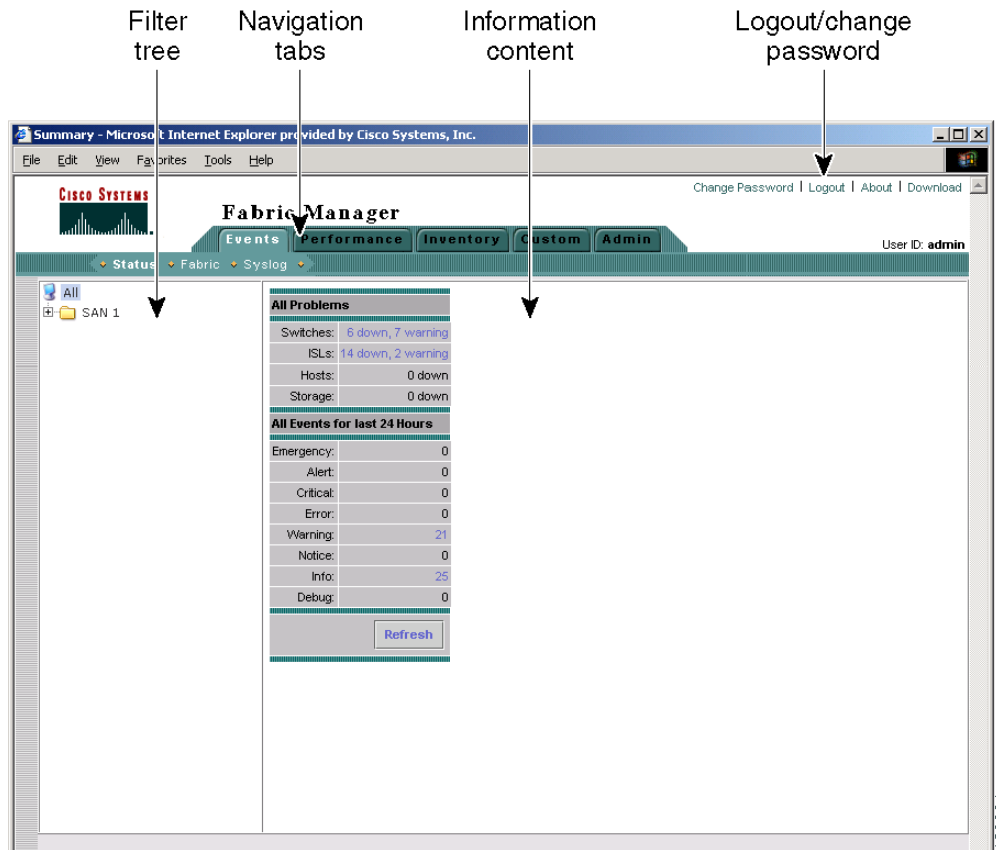 Filter tree
Navigation tabs
Information content
Logout/change password
Summary - Microsoft Internet Explorer provided by Cisco Systems, Inc.
File Edit View Favorites Tools Help
Change Password | Logout | About | Download
CISCO SYSTEMS
Fabric Manager
Events Performance Inventory Custom Admin
User ID: admin
Status Fabric Syslog
All
SAN 1
All Problems
Switches: 6 down, 7 warning
ISLs: 14 down, 2 warning
Hosts: 0 down
Storage: 0 down
All Events for last 24 Hours
Emergency: 0
Alert: 0
Critical: 0
Error: 0
Warning: 21
Notice: 0
Info: 25
Debug: 0
Refresh